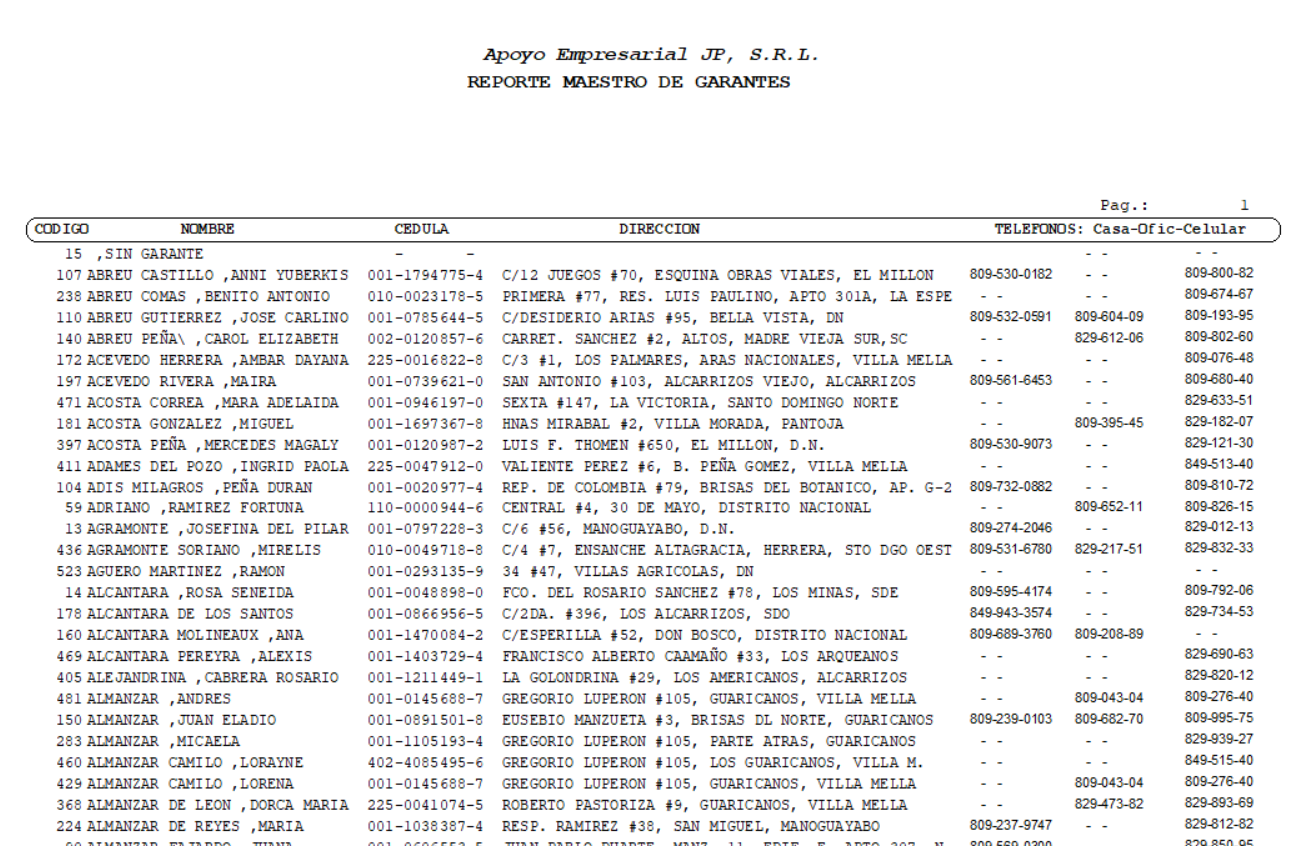 Apoyo Empresarial JP, S.R.L.
REPORTE MAESTRO DE GARANTES
Pag.: 1
CODIGO NOMBRE CEDULA DIRECCION TELEFONOS: Casa-Ofic-Celular
15 ,SIN GARANTE - - - - - -
107 ABREU CASTILLO ,ANNI YUBERKIS 001-1794775-4 C/12 JUEGOS #70, ESQUINA OBRAS VIALES, EL MILLON 809-530-0182 - - 809-800-82
238 ABREU COMAS ,BENITO ANTONIO 010-0023178-5 PRIMERA #77, RES. LUIS PAULINO, APTO 301A, LA ESPE - - - - 809-674-67
110 ABREU GUTIERREZ ,JOSE CARLINO 001-0785644-5 C/DESIDERIO ARIAS #95, BELLA VISTA, DN 809-532-0591 809-604-09 809-193-95
140 ABREU PEÑA\ ,CAROL ELIZABETH 002-0120857-6 CARRET. SANCHEZ #2, ALTOS, MADRE VIEJA SUR,SC - - 829-612-06 809-802-60
172 ACEVEDO HERRERA ,AMBAR DAYANA 225-0016822-8 C/3 #1, LOS PALMARES, ARAS NACIONALES, VILLA MELLA - - - - 809-076-48
197 ACEVEDO RIVERA ,MAIRA 001-0739621-0 SAN ANTONIO #103, ALCARRIZOS VIEJO, ALCARRIZOS 809-561-6453 - - 809-680-40
471 ACOSTA CORREA ,MARA ADELAIDA 001-0946197-0 SEXTA #147, LA VICTORIA, SANTO DOMINGO NORTE - - - - 829-633-51
181 ACOSTA GONZALEZ ,MIGUEL 001-1697367-8 HNAS MIRABAL #2, VILLA MORADA, PANTOJA - - 809-395-45 829-182-07
397 ACOSTA PEÑA ,MERCEDES MAGALY 001-0120987-2 LUIS F. THOMEN #650, EL MILLON, D.N. 809-530-9073 - - 829-121-30
411 ADAMES DEL POZO ,INGRID PAOLA 225-0047912-0 VALIENTE PEREZ #6, B. PEÑA GOMEZ, VILLA MELLA - - - - 849-513-40
104 ADIS MILAGROS ,PEÑA DURAN 001-0020977-4 REP. DE COLOMBIA #79, BRISAS DEL BOTANICO, AP. G-2 809-732-0882 - - 809-810-72
59 ADRIANO ,RAMIREZ FORTUNA 110-0000944-6 CENTRAL #4, 30 DE MAYO, DISTRITO NACIONAL - - 809-652-11 809-826-15
13 AGRAMONTE ,JOSEFINA DEL PILAR 001-0797228-3 C/6 #56, MANOGUAYABO, D.N. 809-274-2046 - - 829-012-13
436 AGRAMONTE SORIANO ,MIRELIS 010-0049718-8 C/4 #7, ENSANCHE ALTAGRACIA, HERRERA, STO DGO OEST 809-531-6780 829-217-51 829-832-33
523 AGUERO MARTINEZ ,RAMON 001-0293135-9 34 #47, VILLAS AGRICOLAS, DN - - - - - -
14 ALCANTARA ,ROSA SENEIDA 001-0048898-0 FCO. DEL ROSARIO SANCHEZ #78, LOS MINAS, SDE 809-595-4174 - - 809-792-06
178 ALCANTARA DE LOS SANTOS 001-0866956-5 C/2DA. #396, LOS ALCARRIZOS, SDO 849-943-3574 - - 829-734-53
160 ALCANTARA MOLINEAUX ,ANA 001-1470084-2 C/ESPERILLA #52, DON BOSCO, DISTRITO NACIONAL 809-689-3760 809-208-89 - -
469 ALCANTARA PEREYRA ,ALEXIS 001-1403729-4 FRANCISCO ALBERTO CAAMAÑO #33, LOS ARQUEANOS - - - - 829-690-63
405 ALEJANDRINA ,CABRERA ROSARIO 001-1211449-1 LA GOLONDRINA #29, LOS AMERICANOS, ALCARRIZOS - - - - 829-820-12
481 ALMANZAR ,ANDRES 001-0145688-7 GREGORIO LUPERON #105, GUARICANOS, VILLA MELLA - - 809-043-04 809-276-40
150 ALMANZAR ,JUAN ELADIO 001-0891501-8 EUSEBIO MANZUETA #3, BRISAS DL NORTE, GUARICANOS 809-239-0103 809-682-70 809-995-75
283 ALMANZAR ,MICAELA 001-1105193-4 GREGORIO LUPERON #105, PARTE ATRAS, GUARICANOS - - - - 829-939-27
460 ALMANZAR CAMILO ,LORAYNE 402-4085495-6 GREGORIO LUPERON #105, LOS GUARICANOS, VILLA M. - - - - 849-515-40
429 ALMANZAR CAMILO ,LORENA 001-0145688-7 GREGORIO LUPERON #105, GUARICANOS, VILLA MELLA - - 809-043-04 809-276-40
368 ALMANZAR DE LEON ,DORCA MARIA 225-0041074-5 ROBERTO PASTORIZA #9, GUARICANOS, VILLA MELLA - - 829-473-82 829-893-69
224 ALMANZAR DE REYES ,MARIA 001-1038387-4 RESP. RAMIREZ #38, SAN MIGUEL, MANOGUAYABO 809-237-9747 - - 829-812-82
ALMANZAR FAJARDO ,JUANA